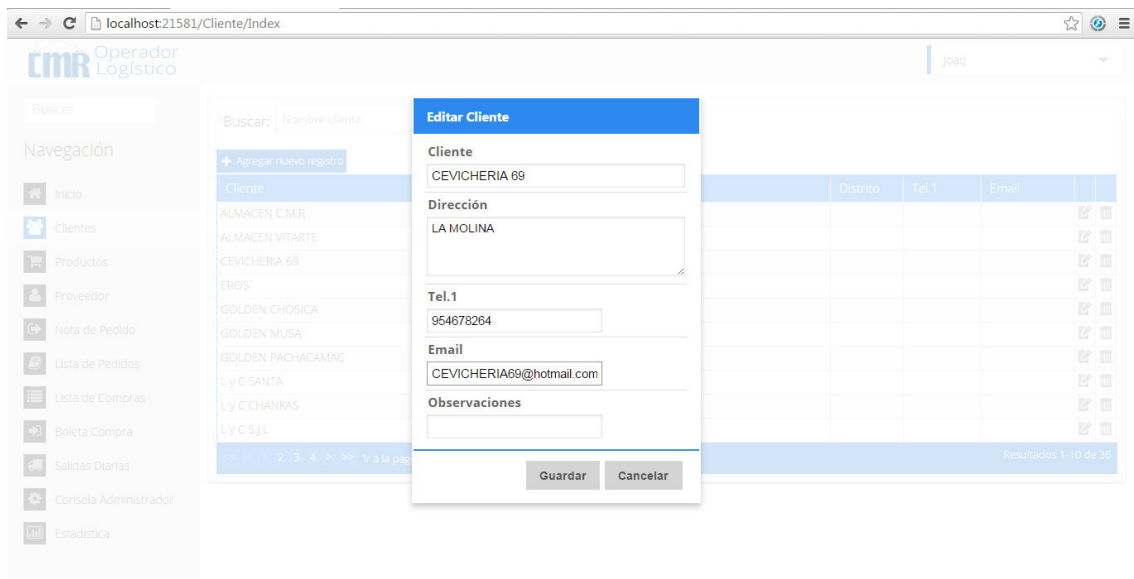 localhost:21581/Cliente/Index
CMR Operador
Logístico
Joao
Buscar
Navegación
Inicio
Clientes
Productos
Proveedor
Nota de Pedido
Lista de Pedidos
Lista de Compras
Boleta Compra
Salidas Diarias
Consola Administrador
Estadistica
Buscar: Nombre cliente
Agregar nuevo registro
Cliente Distrito Tel.1 Email
ALMACEN C.M.R
ALMACEN VITARTE
CEVICHERIA 69
EROS
GOLDEN CHOSICA
GOLDEN MUSA
GOLDEN PACHACAMAC
L y C SANTA
L y C CHANKAS
L y C S.J.L
<< < 1 2 3 4 > >> Ir a la pag
Resultados 1-10 de 36
Editar Cliente
Cliente
CEVICHERIA 69
Dirección
LA MOLINA
Tel.1
954678264
Email
CEVICHERIA69@hotmail.com
Observaciones
Guardar Cancelar